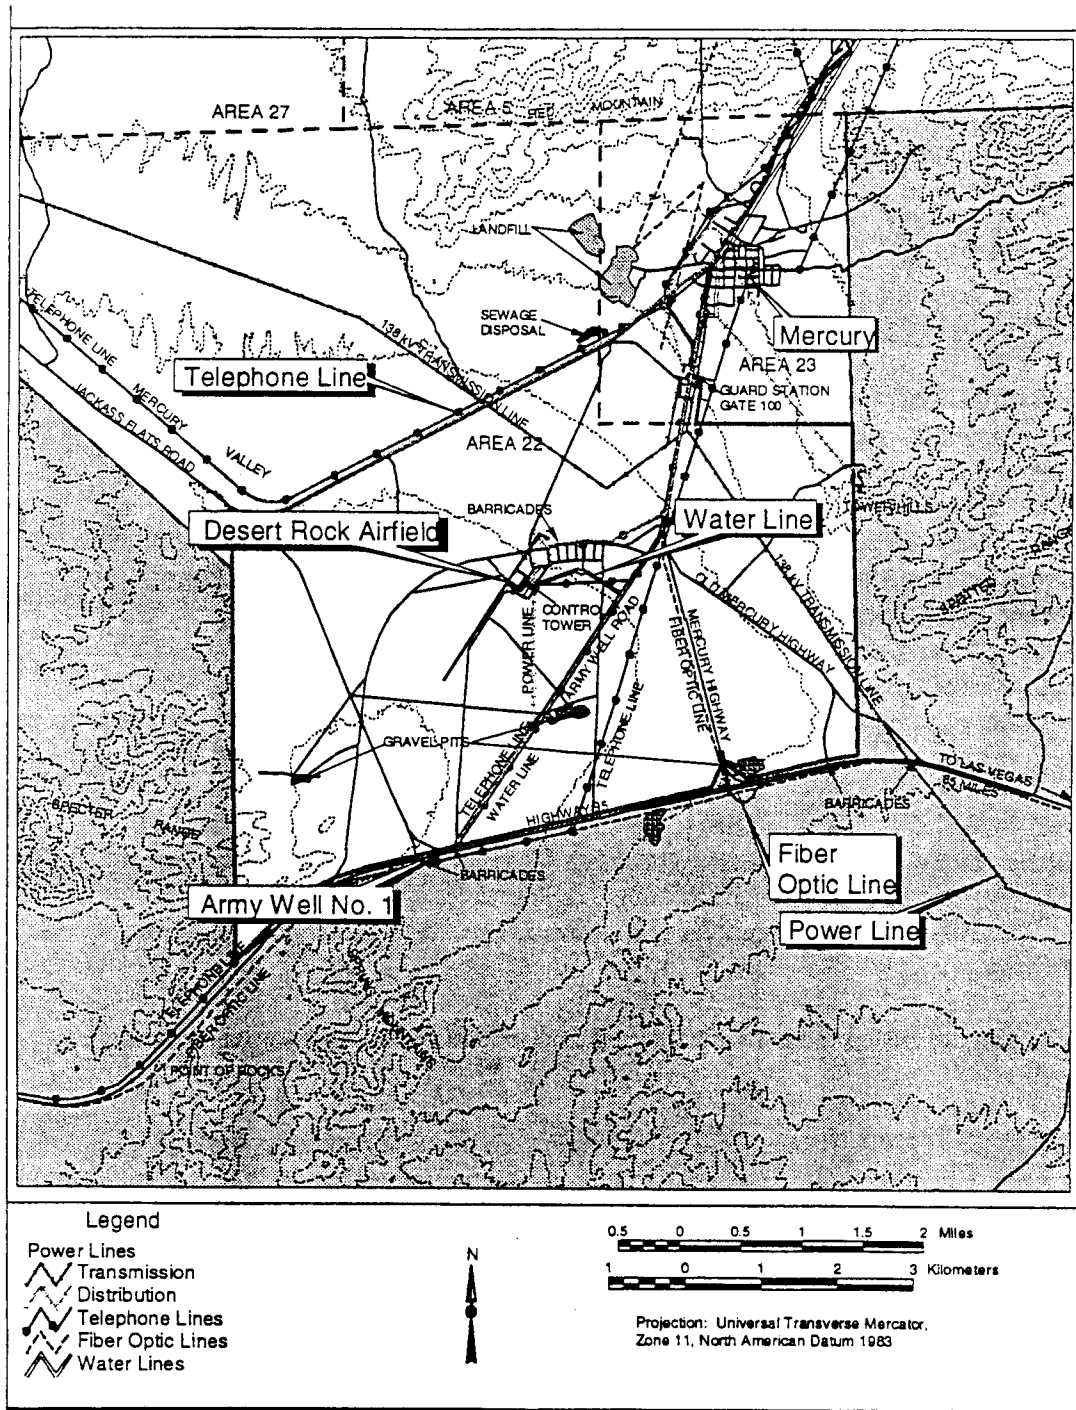 AREA 27
AREA 5
RED
MOUNTAIN
LANDFILL
TELEPHONE LINE
MERCURY
VALLEY
JACKASS FLATS ROAD
138 KV TRANSMISSION LINE
SEWAGE
DISPOSAL
Mercury
AREA 23
Telephone Line
GUARD STATION
GATE 100
AREA 22
BARRICADES
Desert Rock Airfield
Water Line
138 KV TRANSMISSION LINE
RANGE
SPOTTED
OLD MERCURY HIGHWAY
CONTRO
TOWER
POWER LINE
ARMY WELL ROAD
MERCURY HIGHWAY
FIBER OPTIC LINE
TELEPHONE LINE
GRAVEL PITS
TELEPHONE LINE
WATER LINE
TO LAS VEGAS
65 MILES
HIGHWAY 95
BARRICADES
SPECTER
RANGE
Fiber
Optic Line
BARRICADES
Army Well No. 1
Power Line
TELEPHONE LINE
FIBER OPTIC LINE
MOUNTAINS
POINT OF ROCKS
Legend
Power Lines
Transmission
Distribution
Telephone Lines
Fiber Optic Lines
Water Lines
N
0.5 0 0.5 1 1.5 2 Miles
1 0 1 2 3 Kilometers
Projection: Universal Transverse Mercator,
Zone 11, North American Datum 1983